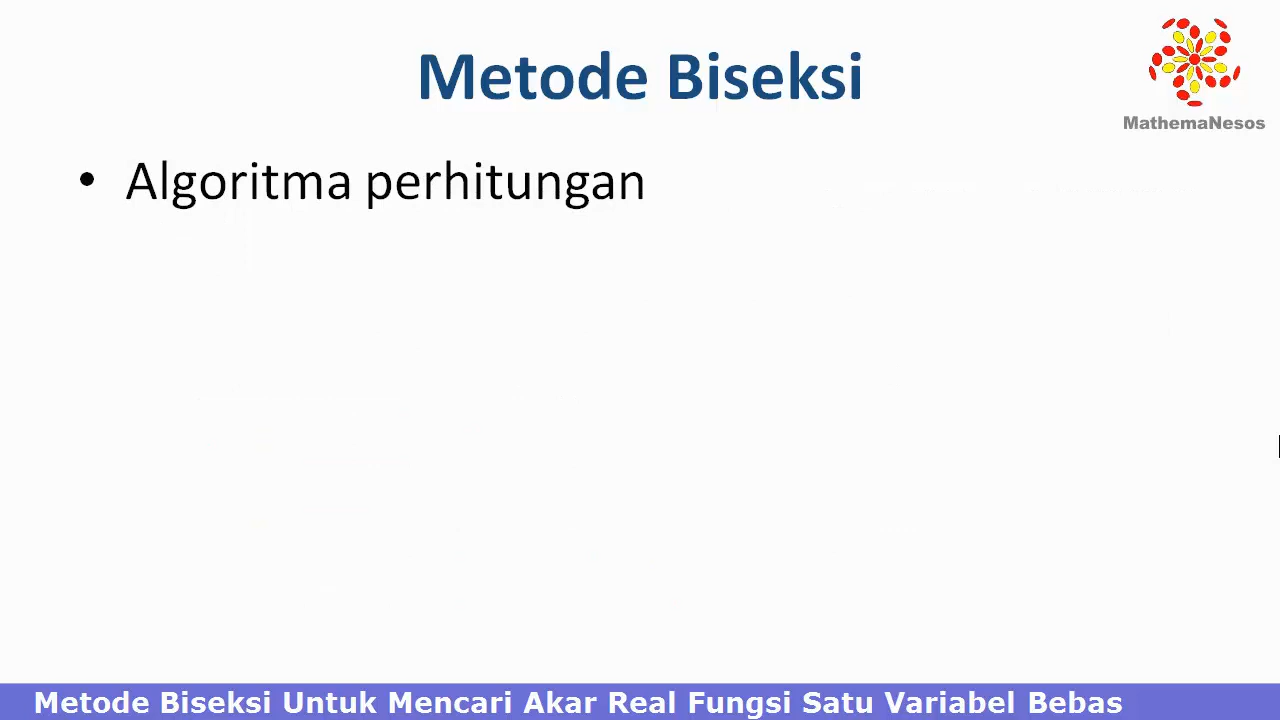 Metode Biseksi
MathemaNesos
• Algoritma perhitungan
Metode Biseksi Untuk Mencari Akar Real Fungsi Satu Variabel Bebas